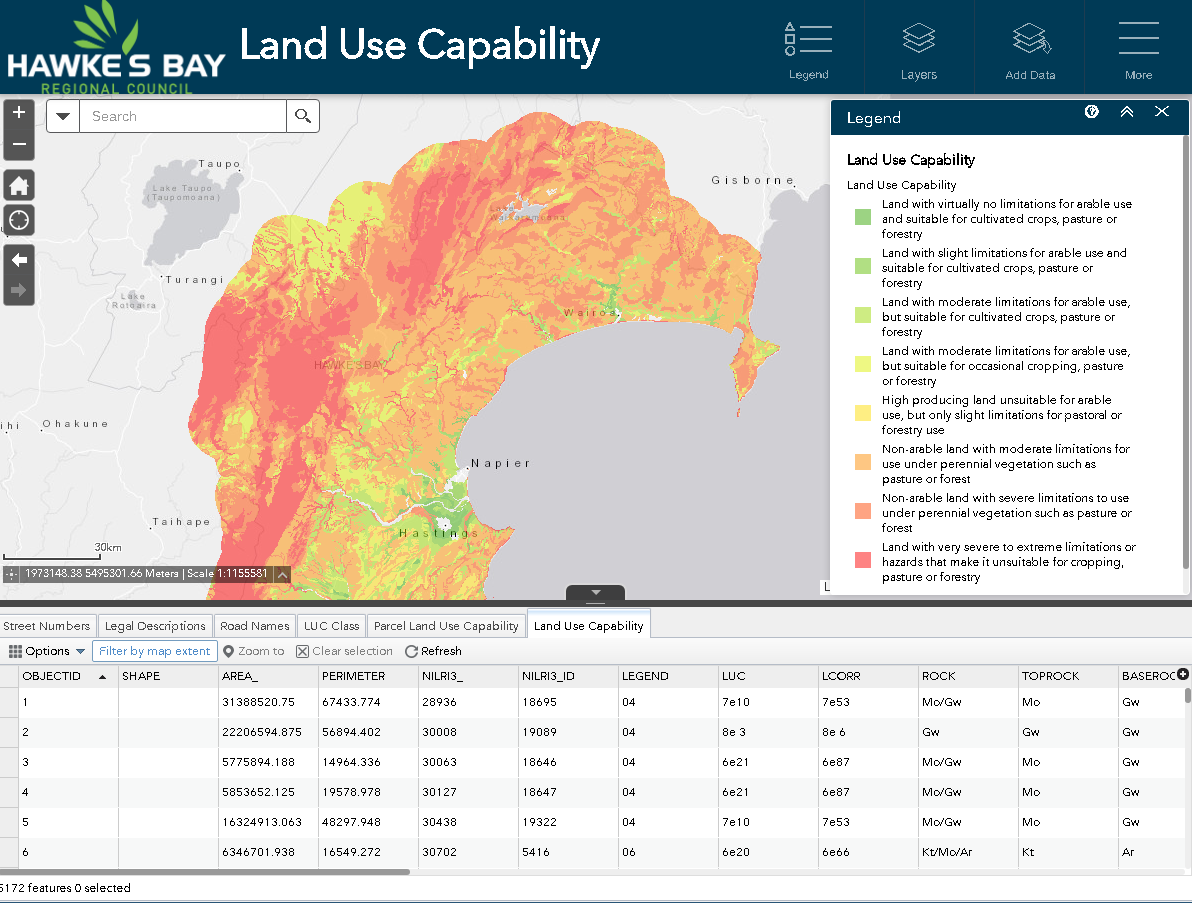 HAWKE'S BAY
REGIONAL COUNCIL
Land Use Capability
Legend
Layers
Add Data
More
Search
Taupo
Lake Taupo
(Taupomoana)
Turangi
Lake
Rotoaira
Ohakune
Taihape
Gisborne
Lake
Waikaremoana
Wairoa
HAWKE'S BAY
Napier
Hastings
30km
1973148.38 5495301.66 Meters | Scale 1:1155581
Legend
Land Use Capability
Land Use Capability
Land with virtually no limitations for arable use
and suitable for cultivated crops, pasture or
forestry
Land with slight limitations for arable use and
suitable for cultivated crops, pasture or
forestry
Land with moderate limitations for arable use,
but suitable for cultivated crops, pasture or
forestry
Land with moderate limitations for arable use,
but suitable for occasional cropping, pasture
or forestry
High producing land unsuitable for arable
use, but only slight limitations for pastoral or
forestry use
Non-arable land with moderate limitations for
use under perennial vegetation such as
pasture or forest
Non-arable land with severe limitations to use
under perennial vegetation such as pasture or
forest
Land with very severe to extreme limitations or
hazards that make it unsuitable for cropping,
pasture or forestry
Street Numbers Legal Descriptions Road Names LUC Class Parcel Land Use Capability Land Use Capability
Options Filter by map extent Zoom to Clear selection Refresh
OBJECTID SHAPE AREA_ PERIMETER NILRI3_ NILRI3_ID LEGEND LUC LCORR ROCK TOPROCK BASEROC
1 31388520.75 67433.774 28936 18695 04 7e10 7e53 Mo/Gw Mo Gw
2 22206594.875 56894.402 30008 19089 04 8e 3 8e 6 Gw Gw Gw
3 5775894.188 14964.336 30063 18646 04 6e21 6e87 Mo/Gw Mo Gw
4 5853652.125 19578.978 30127 18647 04 6e21 6e87 Mo/Gw Mo Gw
5 16324913.063 48297.948 30438 19322 04 7e10 7e53 Mo/Gw Mo Gw
6 6346701.938 16549.272 30702 5416 06 6e20 6e66 Kt/Mo/Ar Kt Ar
5172 features 0 selected